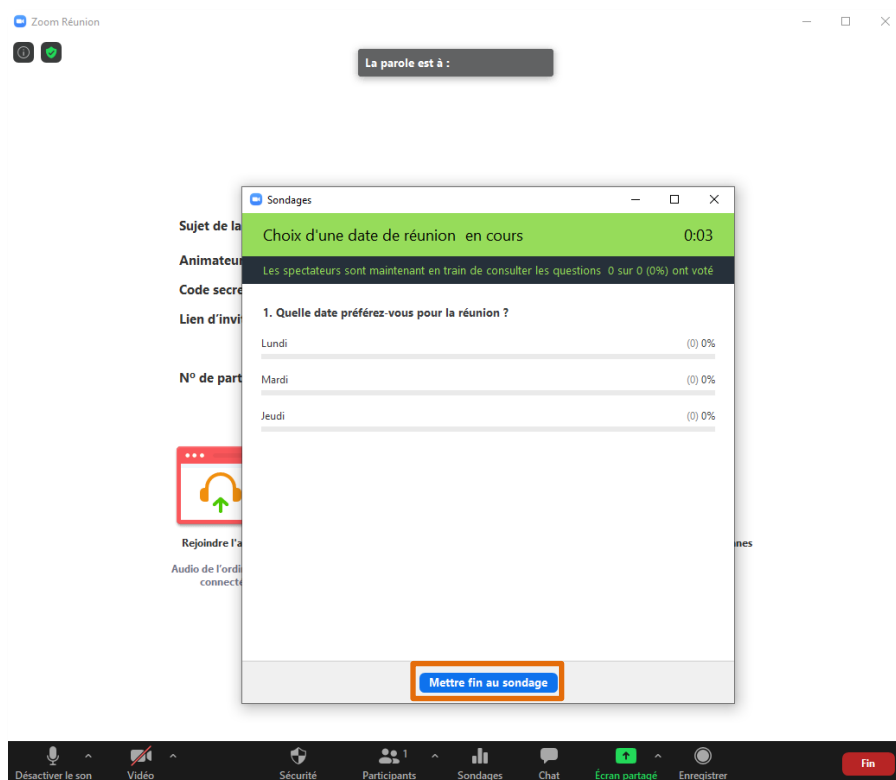 Zoom Réunion
La parole est à :
Sondages
Choix d'une date de réunion en cours 0:03
Les spectateurs sont maintenant en train de consulter les questions 0 sur 0 (0%) ont voté
1. Quelle date préférez-vous pour la réunion ?
Lundi (0) 0%
Mardi (0) 0%
Jeudi (0) 0%
Mettre fin au sondage
Sujet de la
Animateu
Code secre
Lien d'invi
Nº de part
Rejoindre l'a
nes
Audio de l'ordi
connecté
Désactiver le son Vidéo Sécurité Participants 1 Sondages Chat Écran partagé Enregistrer Fin